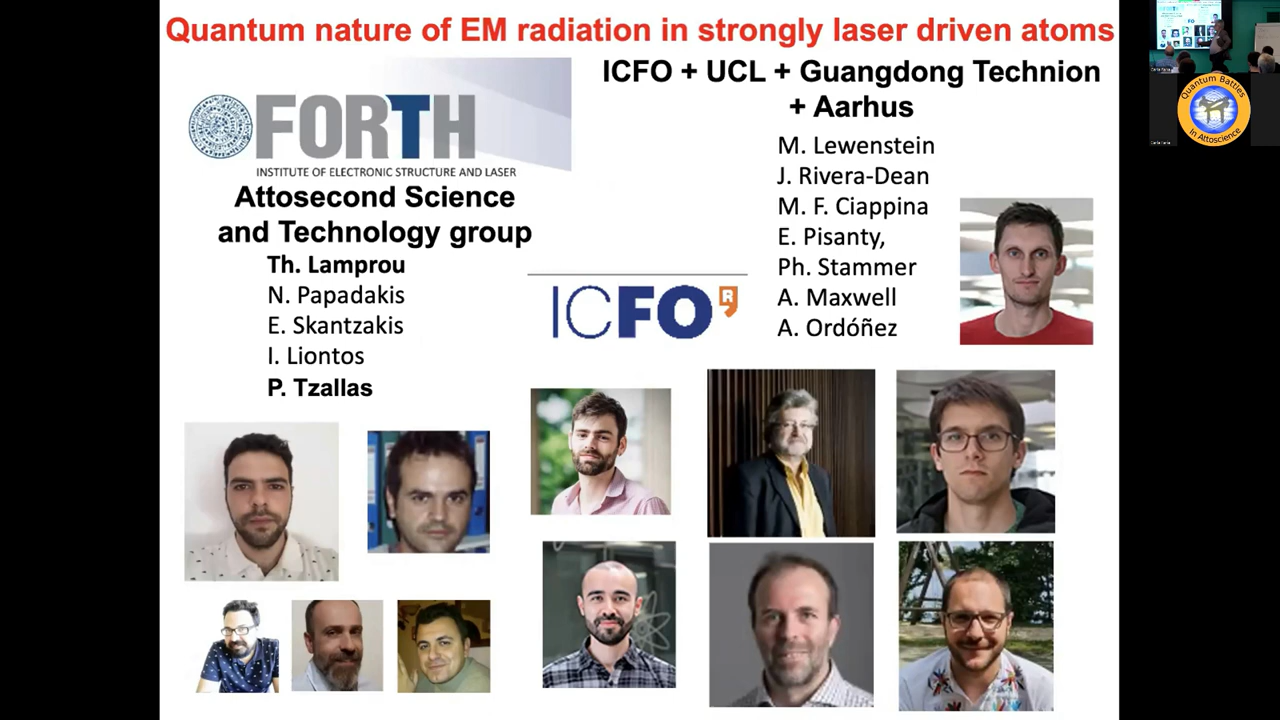 Quantum nature of EM radiation in strongly laser driven atoms
FORTH
INSTITUTE OF ELECTRONIC STRUCTURE AND LASER
Attosecond Science
and Technology group
Th. Lamprou
N. Papadakis
E. Skantzakis
I. Liontos
P. Tzallas
ICFO + UCL + Guangdong Technion
+ Aarhus
M. Lewenstein
J. Rivera-Dean
M. F. Ciappina
E. Pisanty,
Ph. Stammer
A. Maxwell
A. Ordóñez
ICFO
R
Quantum Battles
In Attoscience